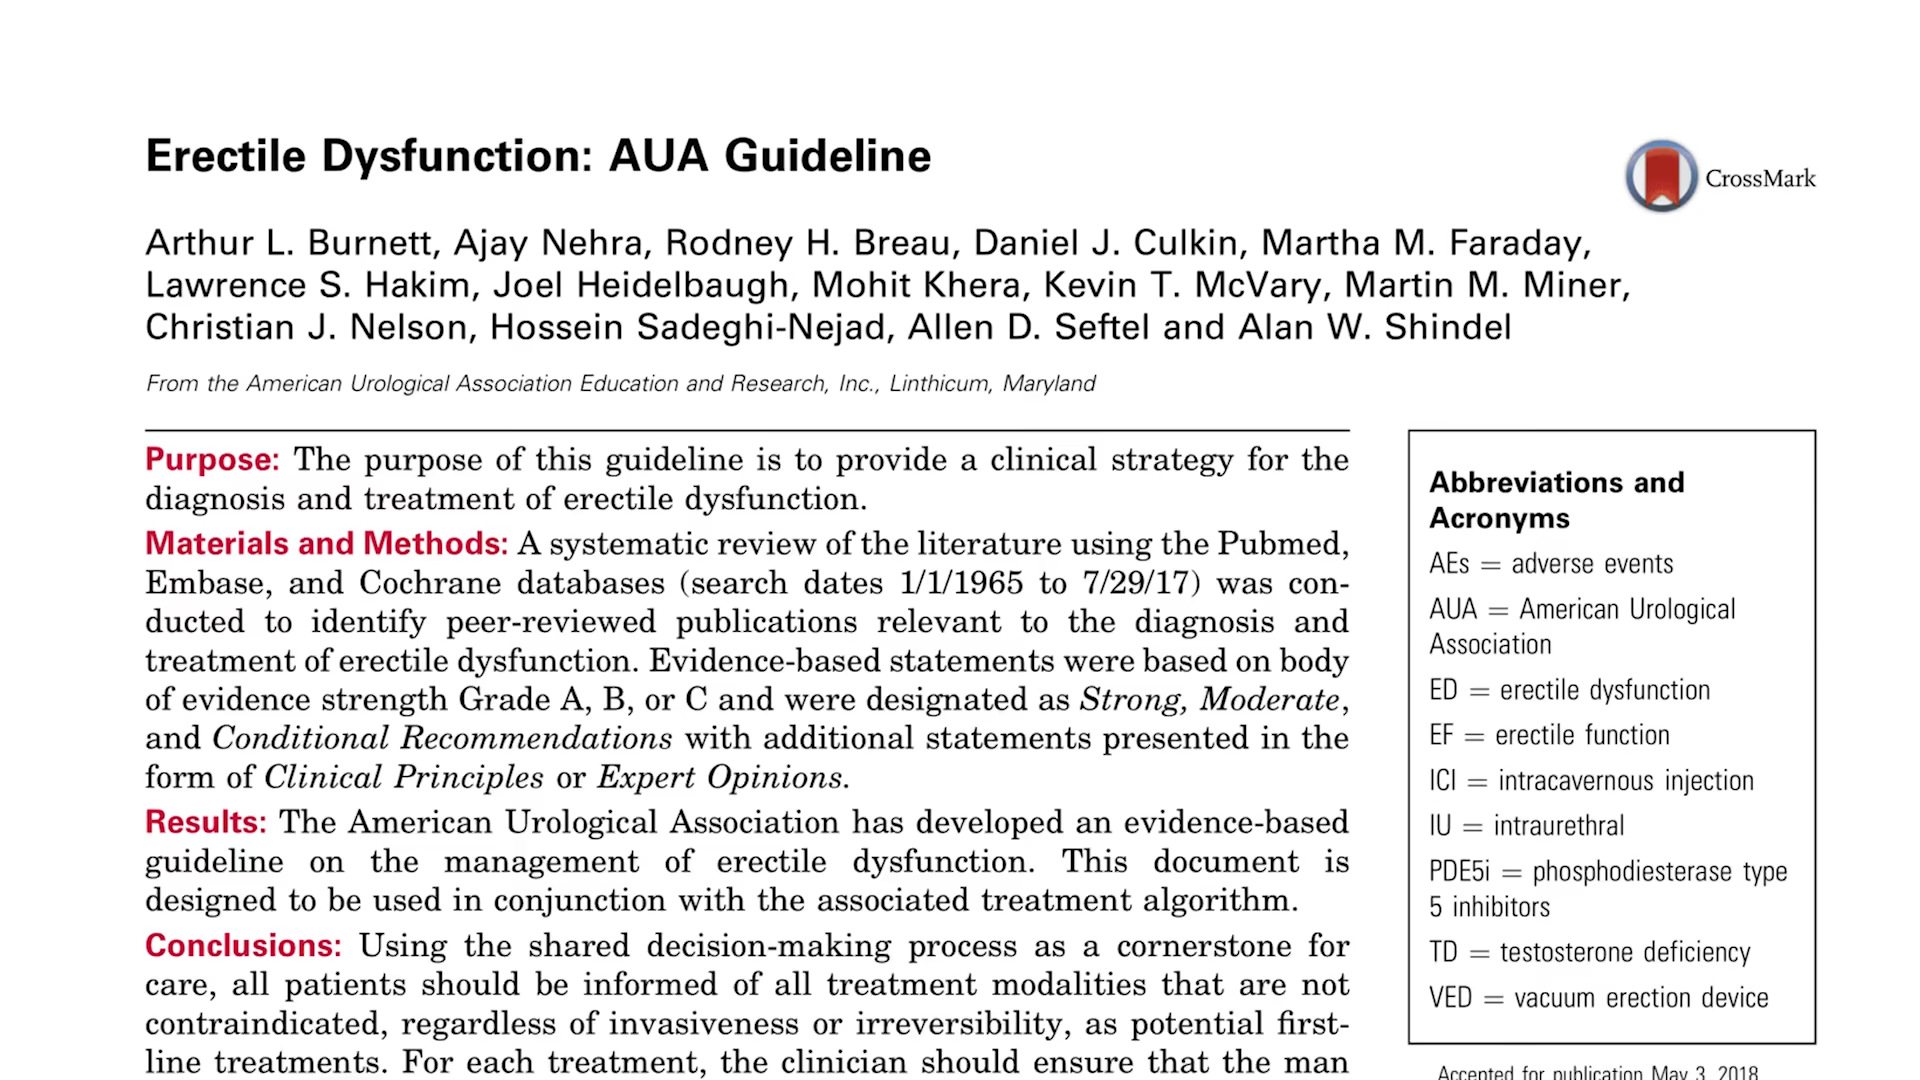 Erectile Dysfunction: AUA Guideline
CrossMark
Arthur L. Burnett, Ajay Nehra, Rodney H. Breau, Daniel J. Culkin, Martha M. Faraday,
Lawrence S. Hakim, Joel Heidelbaugh, Mohit Khera, Kevin T. McVary, Martin M. Miner,
Christian J. Nelson, Hossein Sadeghi-Nejad, Allen D. Seftel and Alan W. Shindel
From the American Urological Association Education and Research, Inc., Linthicum, Maryland
Purpose: The purpose of this guideline is to provide a clinical strategy for the
diagnosis and treatment of erectile dysfunction.
Materials and Methods: A systematic review of the literature using the Pubmed,
Embase, and Cochrane databases (search dates 1/1/1965 to 7/29/17) was con-
ducted to identify peer-reviewed publications relevant to the diagnosis and
treatment of erectile dysfunction. Evidence-based statements were based on body
of evidence strength Grade A, B, or C and were designated as Strong, Moderate,
and Conditional Recommendations with additional statements presented in the
form of Clinical Principles or Expert Opinions.
Results: The American Urological Association has developed an evidence-based
guideline on the management of erectile dysfunction. This document is
designed to be used in conjunction with the associated treatment algorithm.
Conclusions: Using the shared decision-making process as a cornerstone for
care, all patients should be informed of all treatment modalities that are not
contraindicated, regardless of invasiveness or irreversibility, as potential first-
line treatments. For each treatment, the clinician should ensure that the man
Abbreviations and
Acronyms
AEs = adverse events
AUA = American Urological
Association
ED = erectile dysfunction
EF = erectile function
ICI = intracavernous injection
IU = intraurethral
PDE5i = phosphodiesterase type
5 inhibitors
TD = testosterone deficiency
VED = vacuum erection device
Accepted for publication May 3, 2018